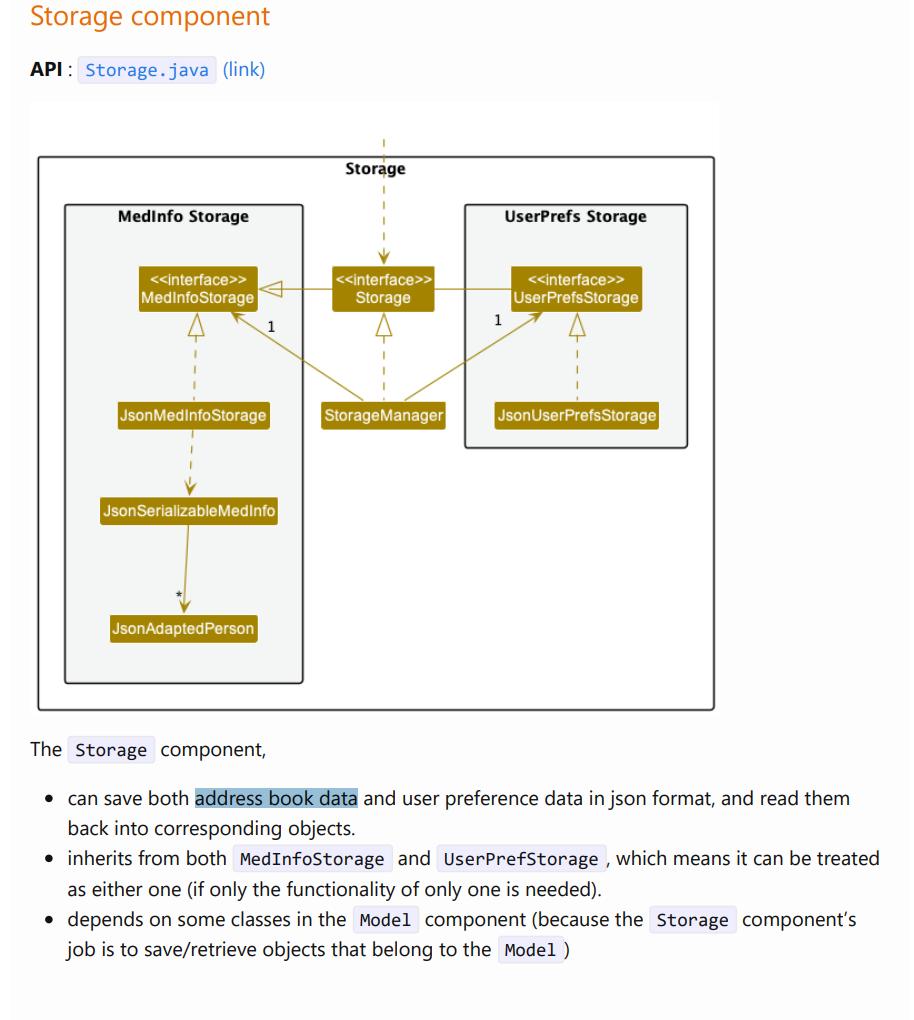 Storage component
API : Storage.java (link)
Storage
MedInfo Storage
UserPrefs Storage
<<interface>>
MedInfoStorage
<<interface>>
Storage
<<interface>>
UserPrefsStorage
1
1
JsonMedInfoStorage
StorageManager
JsonUserPrefsStorage
JsonSerializableMedInfo
*
JsonAdaptedPerson
The Storage component,
• can save both address book data and user preference data in json format, and read them
back into corresponding objects.
• inherits from both MedInfoStorage and UserPrefStorage , which means it can be treated
as either one (if only the functionality of only one is needed).
• depends on some classes in the Model component (because the Storage component’s
job is to save/retrieve objects that belong to the Model )